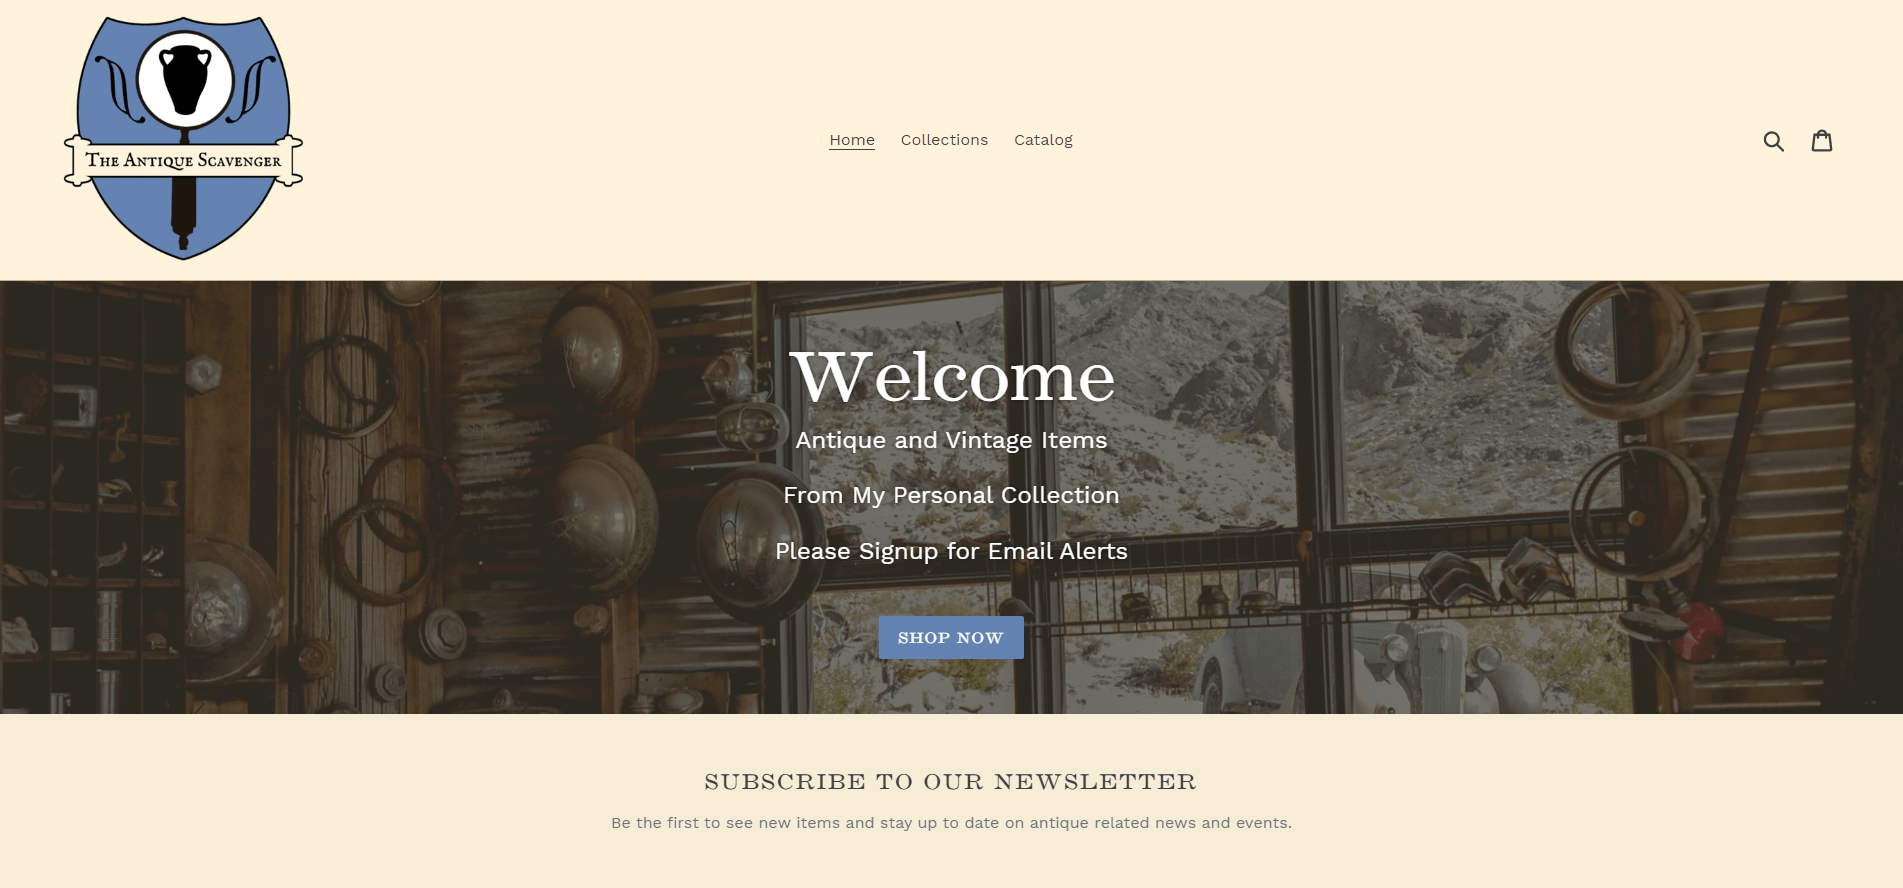 The Antique Scavenger
Home Collections Catalog
Welcome
Antique and Vintage Items
From My Personal Collection
Please Signup for Email Alerts
SHOP NOW
SUBSCRIBE TO OUR NEWSLETTER
Be the first to see new items and stay up to date on antique related news and events.